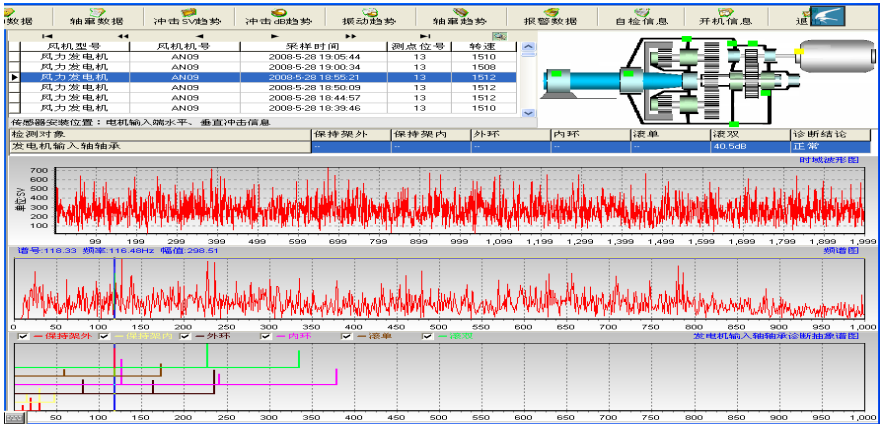 数据 轴承数据 冲击SV趋势 冲击dB趋势 振动趋势 轴承趋势 报警数据 自检信息 开机信息 退
风机型号 风机机号 采样时间 测点位号 转速
风力发电机 AN09 2008-5-28 19:05:44 13 1510
风力发电机 AN09 2008-5-28 19:00:34 13 1508
风力发电机 AN09 2008-5-28 18:55:21 13 1512
风力发电机 AN09 2008-5-28 18:50:09 13 1512
风力发电机 AN09 2008-5-28 18:44:57 13 1512
风力发电机 AN09 2008-5-28 18:39:46 13 1510
传感器安装位置：电机输入端水平、垂直冲击信息
检测对象 保持架外 保持架内 外环 内环 滚单 滚双 诊断结论
发电机输入轴轴承 -- -- -- -- -- 40.5dB 正常
时域波形图
700
600
500
400
300
200
100
单位:SV
99 199 299 399 499 599 699 799 899 999 1,099 1,199 1,299 1,399 1,499 1,599 1,699 1,799 1,899 1,999
谱号:118.33 频率:116.48Hz 幅值:298.51 频谱图
0 50 100 150 200 250 300 350 400 450 500 550 600 650 700 750 800 850 900 950 1,000
保持架外 保持架内 外环 内环 滚单 滚双 发电机输入轴轴承诊断抽象谱图
50 100 150 200 250 300 350 400 450 500 550 600 650 700 750 800 850 900 950 1,000